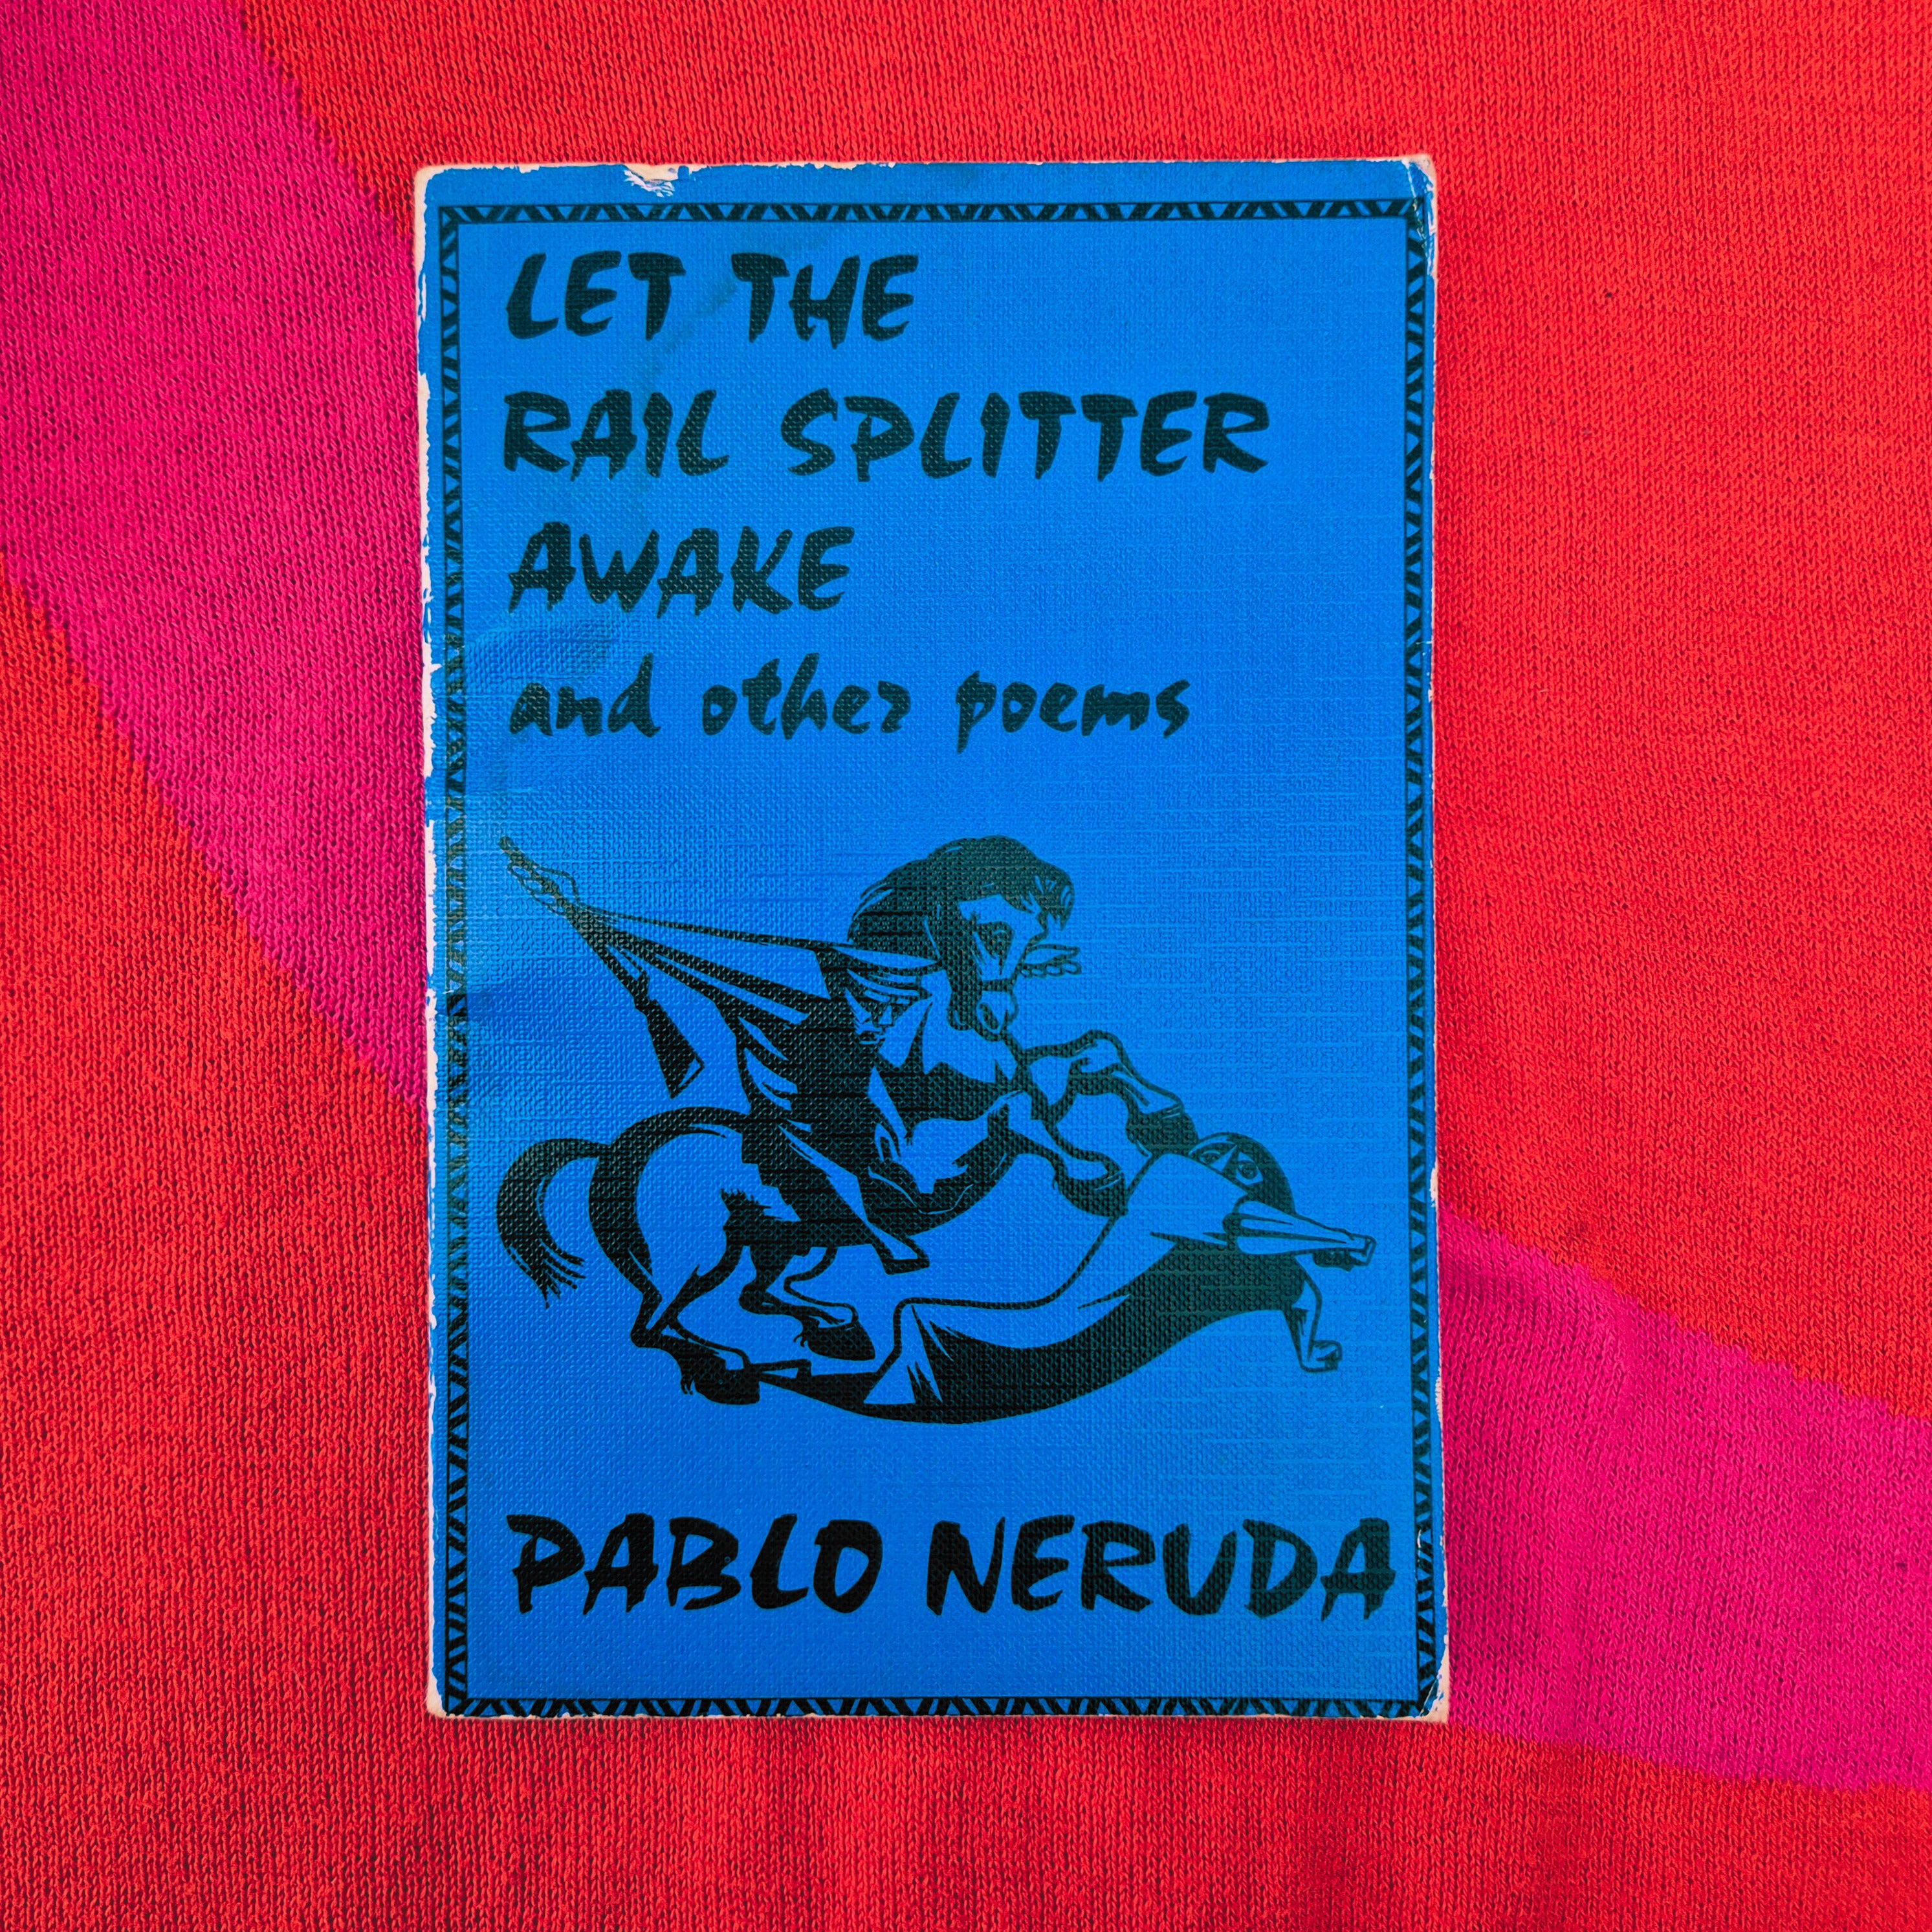 LET THE
RAIL SPLITTER
AWAKE
and other poems
PABLO NERUDA